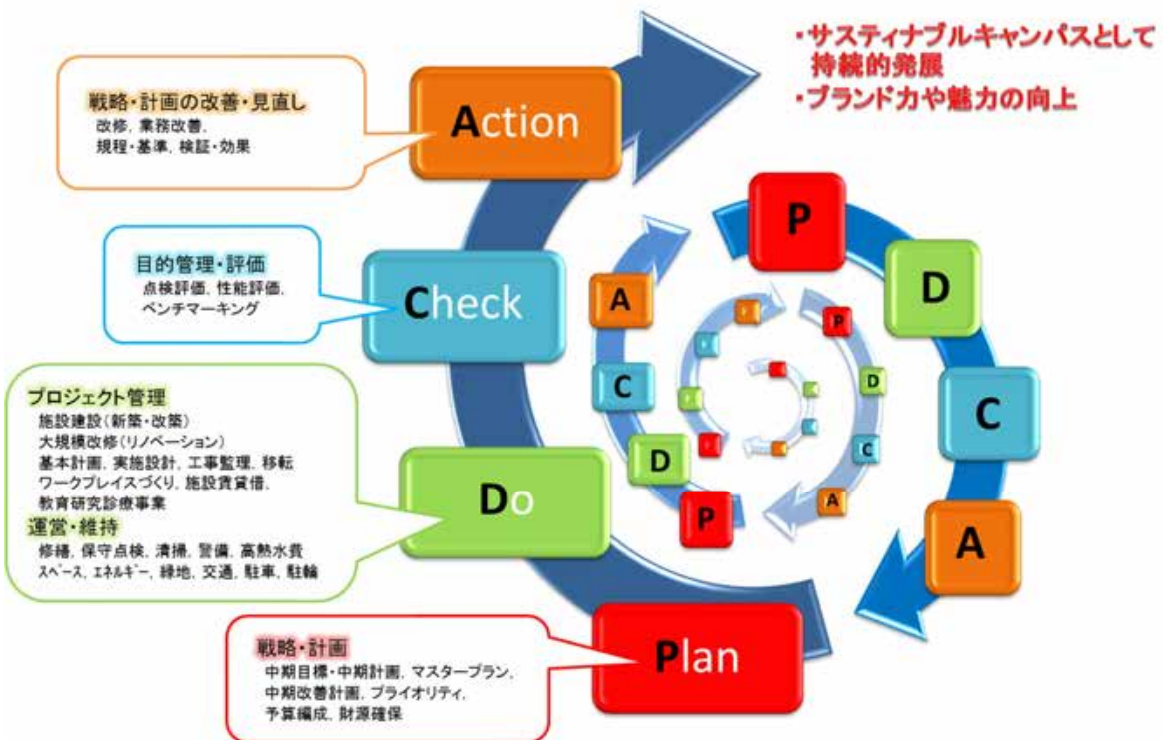 ・サスティナブルキャンパスとして
持続的発展
・ブランド力や魅力の向上
戦略・計画の改善・見直し
改修, 業務改善,
規程・基準, 検証・効果
Action
目的管理・評価
点検評価, 性能評価,
ベンチマーキング
Check
プロジェクト管理
施設建設（新築・改築）
大規模改修（リノベーション）
基本計画, 実施設計, 工事監理, 移転
ワークプレイスづくり, 施設賃貸借,
教育研究診療事業
運営・維持
修繕, 保守点検, 清掃, 警備, 高熱水費
スペース, エネルギー, 緑地, 交通, 駐車, 駐輪
Do
戦略・計画
中期目標・中期計画, マスタープラン,
中期改善計画, プライオリティ,
予算編成, 財源確保
Plan
P
D
C
A
A
C
D
P
P
D
C
A